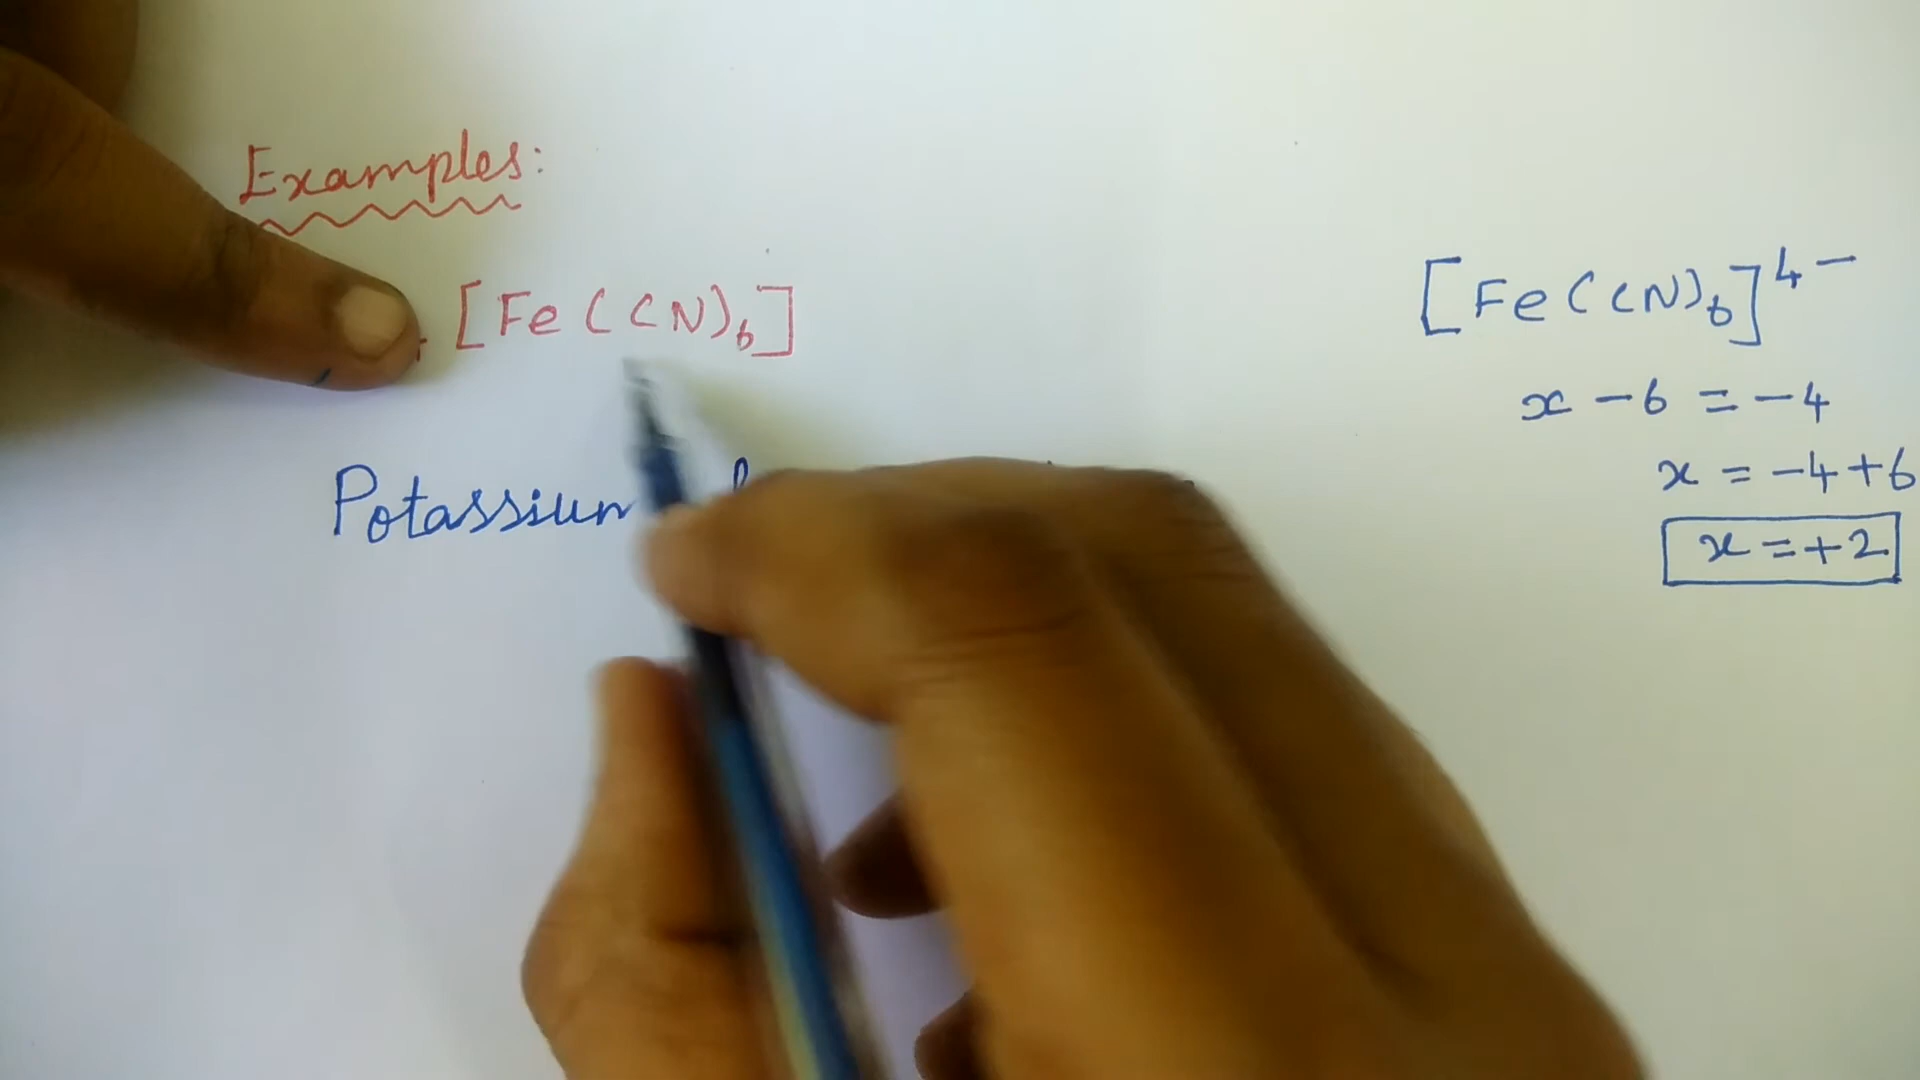 Examples:
[Fe(CN)₆]
Potassium
[Fe(CN)₆]⁴⁻
x - 6 = -4
x = -4+6
x = +2